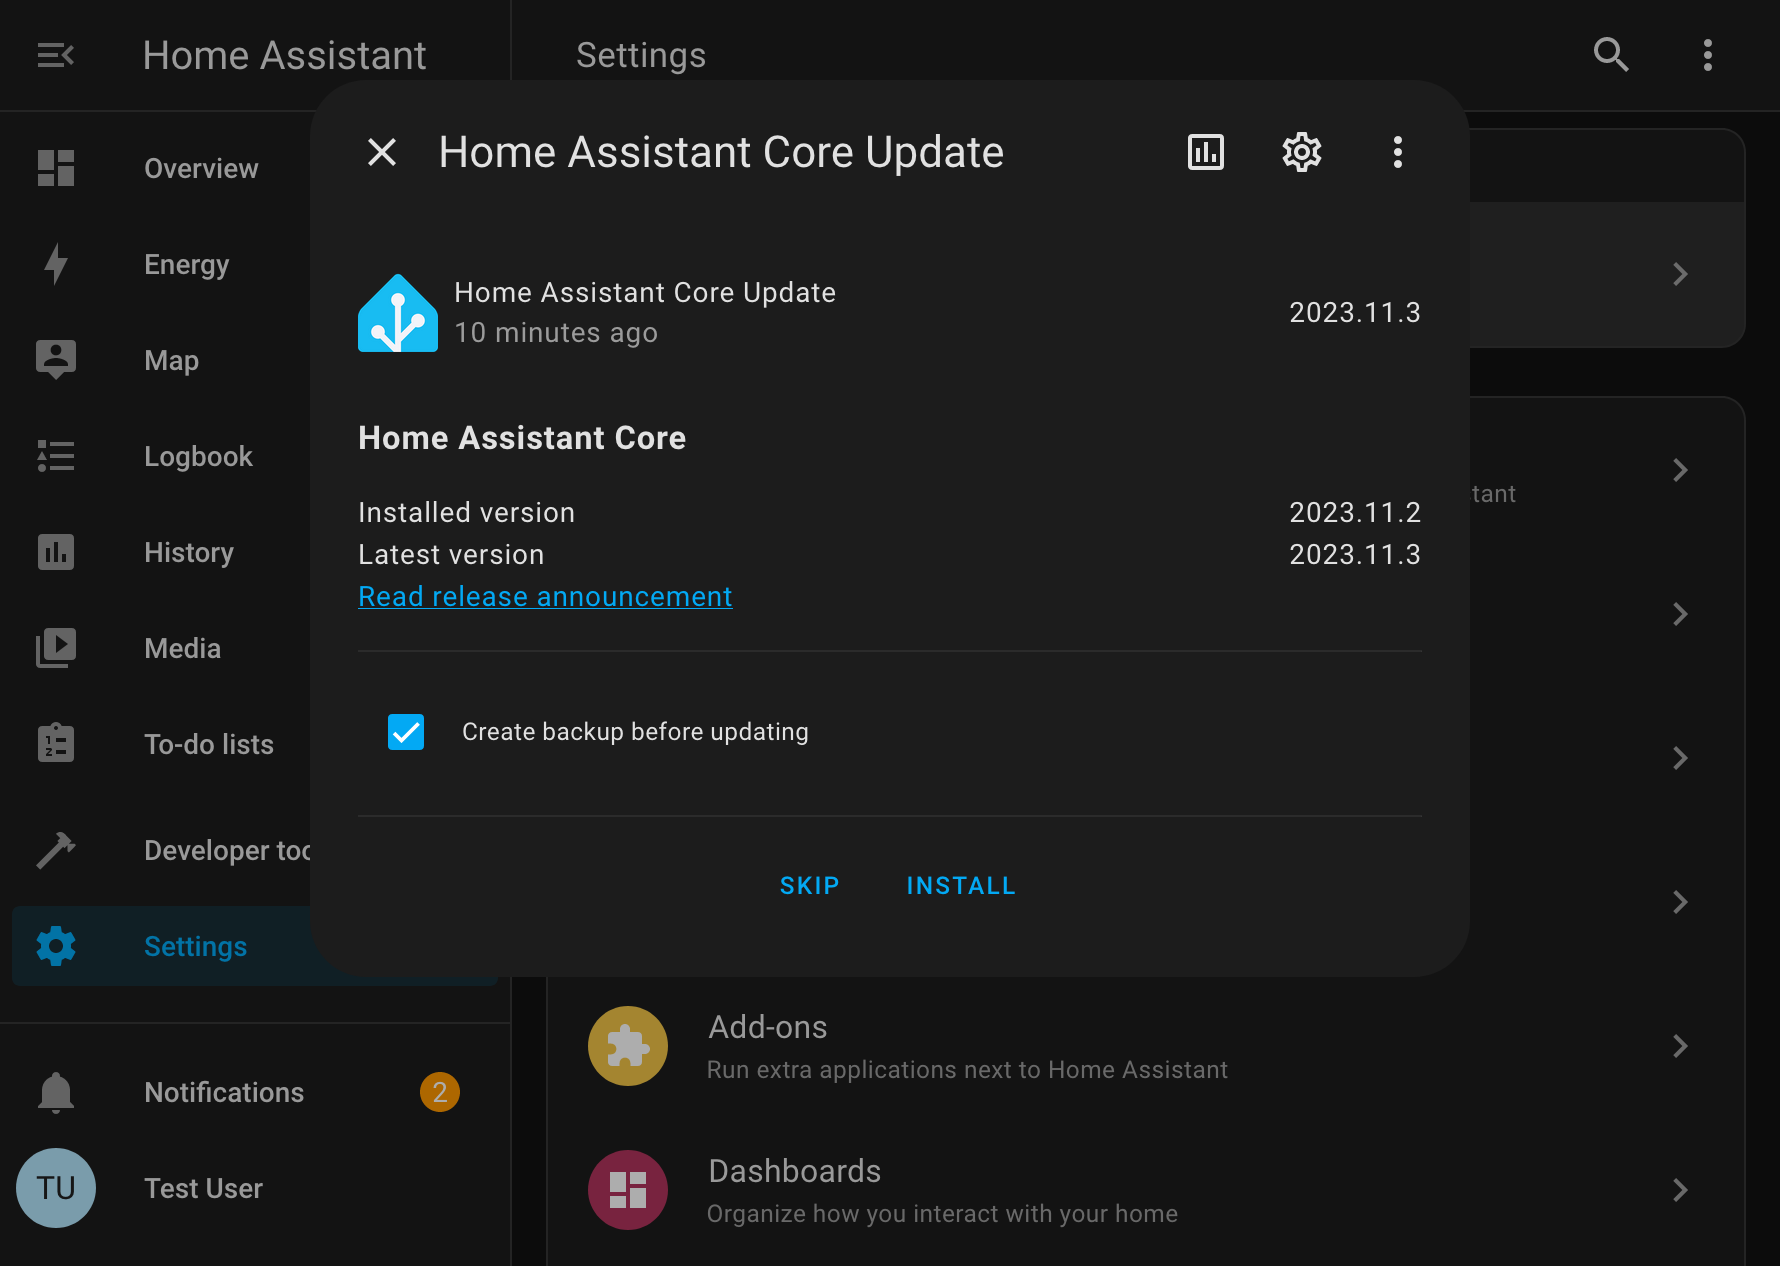 Home Assistant
Settings
Home Assistant Core Update
Overview
Energy
Map
Logbook
History
Media
To-do lists
Developer
Settings
Notifications
2
TU
Test User
Home Assistant Core Update
10 minutes ago
2023.11.3
Home Assistant Core
Installed version
2023.11.2
Latest version
2023.11.3
Read release announcement
Create backup before updating
SKIP
INSTALL
Add-ons
Run extra applications next to Home Assistant
Dashboards
Organize how you interact with your home